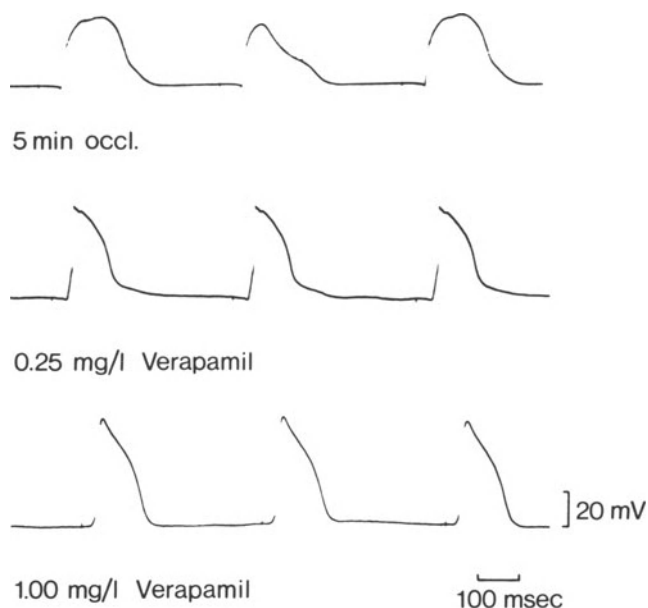 5 min occl.
0.25 mg/l Verapamil
20 mV
1.00 mg/l Verapamil
100 msec